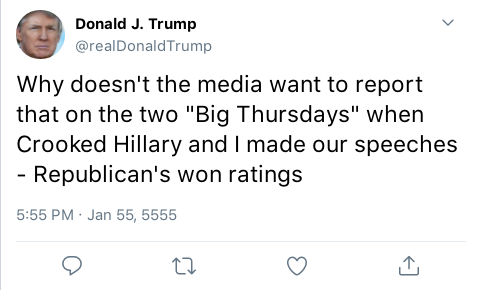 Donald J. Trump
@realDonaldTrump
Why doesn't the media want to report
that on the two "Big Thursdays" when
Crooked Hillary and I made our speeches
- Republican's won ratings
5:55 PM · Jan 55, 5555